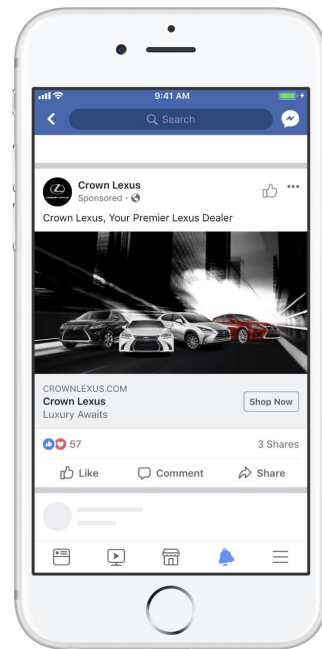 9:41 AM
Search
Crown Lexus
Sponsored ·
Crown Lexus, Your Premier Lexus Dealer
CROWNLEXUS.COM
Crown Lexus
Luxury Awaits
Shop Now
57
3 Shares
Like
Comment
Share